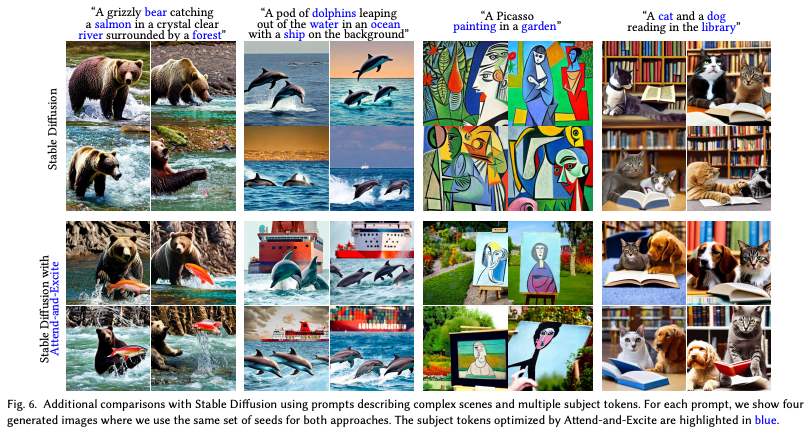 “A grizzly bear catching
a salmon in a crystal clear
river surrounded by a forest”
“A pod of dolphins leaping
out of the water in an ocean
with a ship on the background”
“A Picasso
painting in a garden”
“A cat and a dog
reading in the library”
Stable Diffusion
Stable Diffusion with
Attend-and-Excite
Fig. 6. Additional comparisons with Stable Diffusion using prompts describing complex scenes and multiple subject tokens. For each prompt, we show four
generated images where we use the same set of seeds for both approaches. The subject tokens optimized by Attend-and-Excite are highlighted in blue.